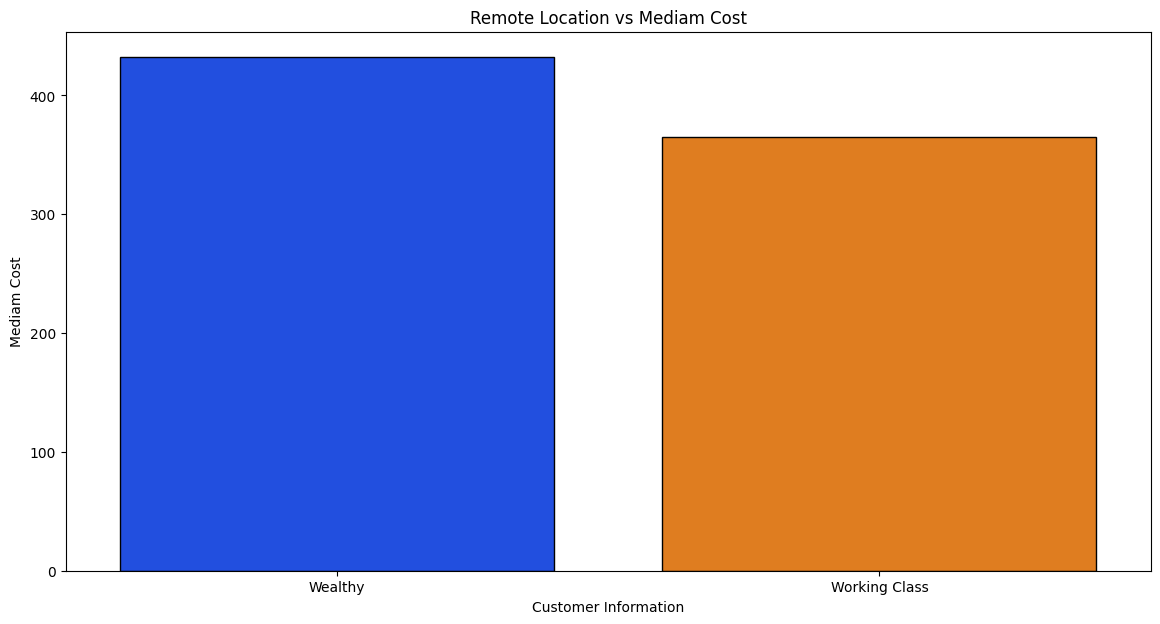 Remote Location vs Mediam Cost
Mediam Cost
400
300
200
100
0
Wealthy
Working Class
Customer Information